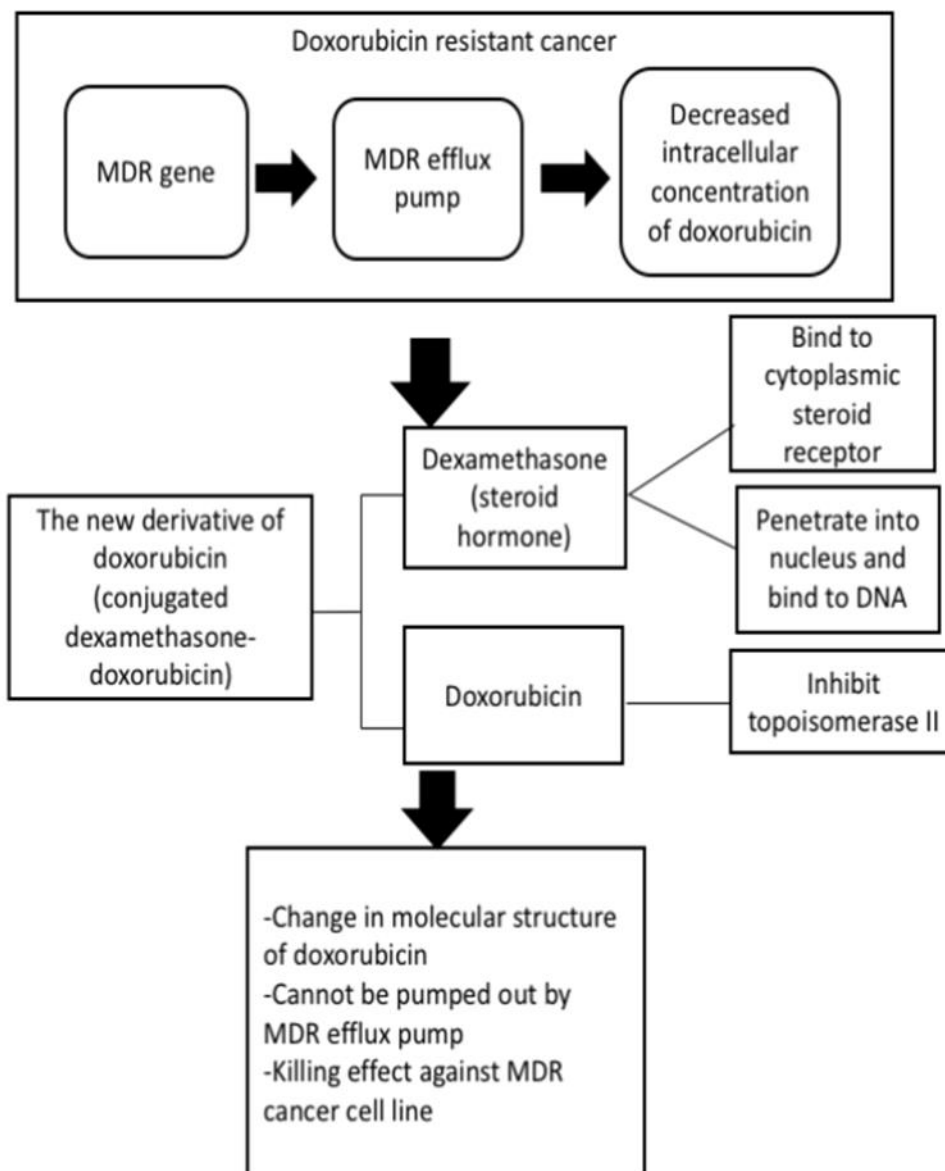 Doxorubicin resistant cancer
MDR gene
MDR efflux
pump
Decreased
intracellular
concentration
of doxorubicin
Bind to
cytoplasmic
steroid
receptor
Dexamethasone
(steroid
hormone)
Penetrate into
nucleus and
bind to DNA
The new derivative of
doxorubicin
(conjugated
dexamethasone-
doxorubicin)
Doxorubicin
Inhibit
topoisomerase II
-Change in molecular structure
of doxorubicin
-Cannot be pumped out by
MDR efflux pump
-Killing effect against MDR
cancer cell line